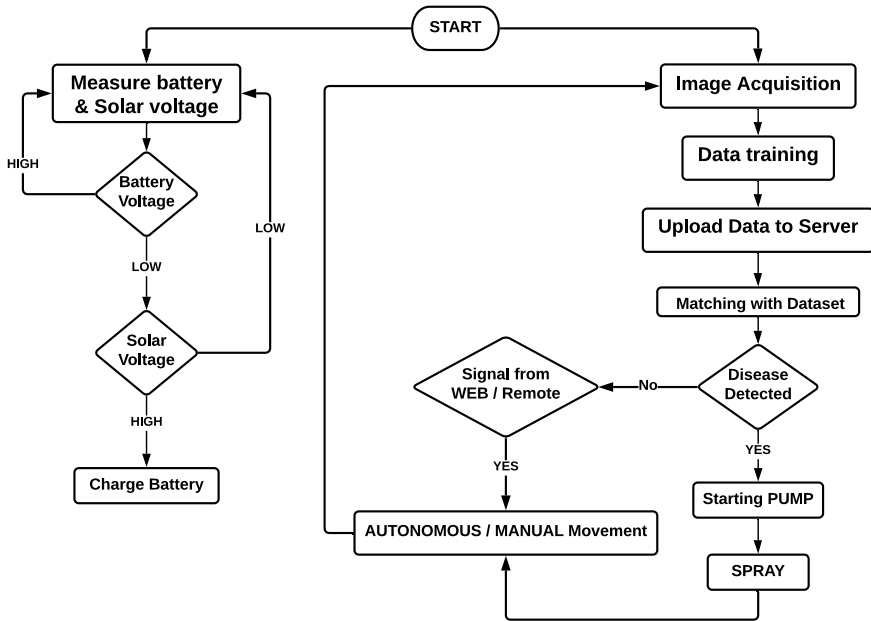 START
Measure battery
& Solar voltage
HIGH
Battery
Voltage
LOW
LOW
Solar
Voltage
HIGH
Charge Battery
Image Acquisition
Data training
Upload Data to Server
Matching with Dataset
Disease
Detected
No
Signal from
WEB / Remote
YES
YES
Starting PUMP
AUTONOMOUS / MANUAL Movement
SPRAY